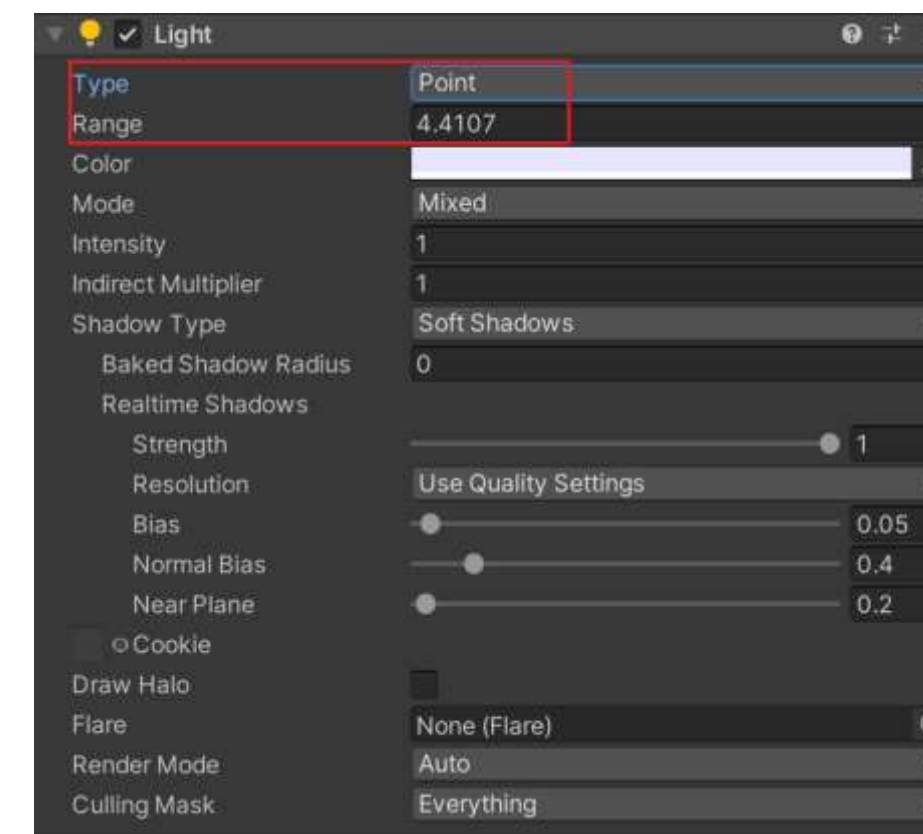 Light
Type Point
Range 4.4107
Color
Mode Mixed
Intensity 1
Indirect Multiplier 1
Shadow Type Soft Shadows
Baked Shadow Radius 0
Realtime Shadows
Strength 1
Resolution Use Quality Settings
Bias 0.05
Normal Bias 0.4
Near Plane 0.2
Cookie
Draw Halo
Flare None (Flare)
Render Mode Auto
Culling Mask Everything